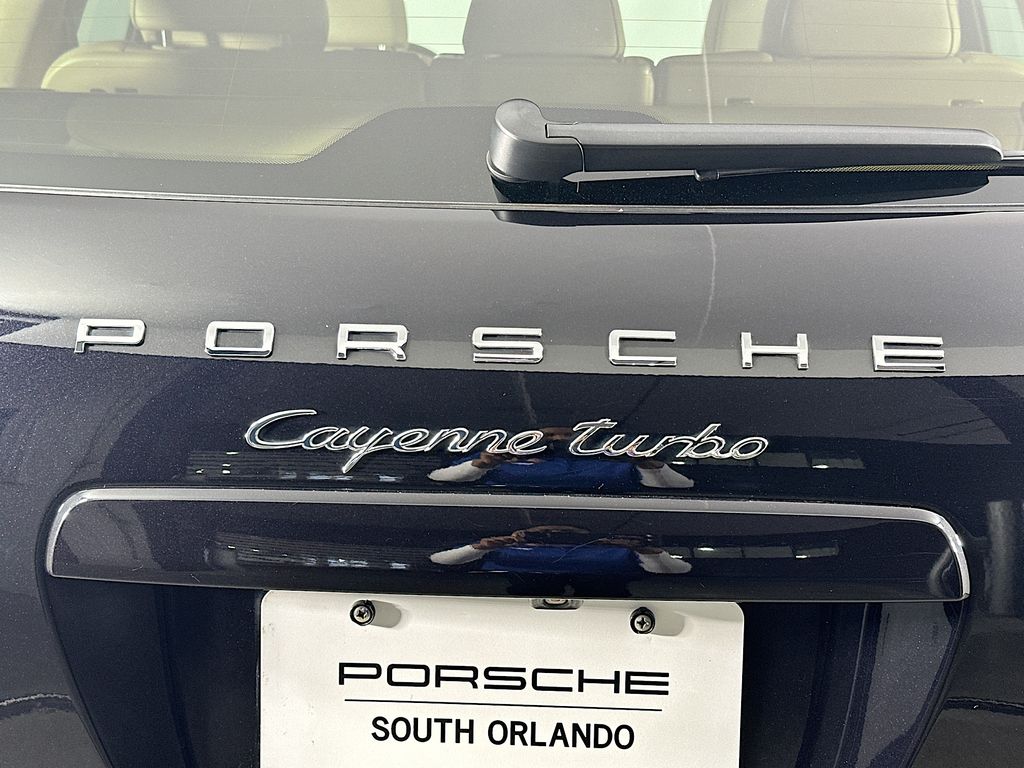 PORSCHE
Cayenne turbo
PORSCHE
SOUTH ORLANDO